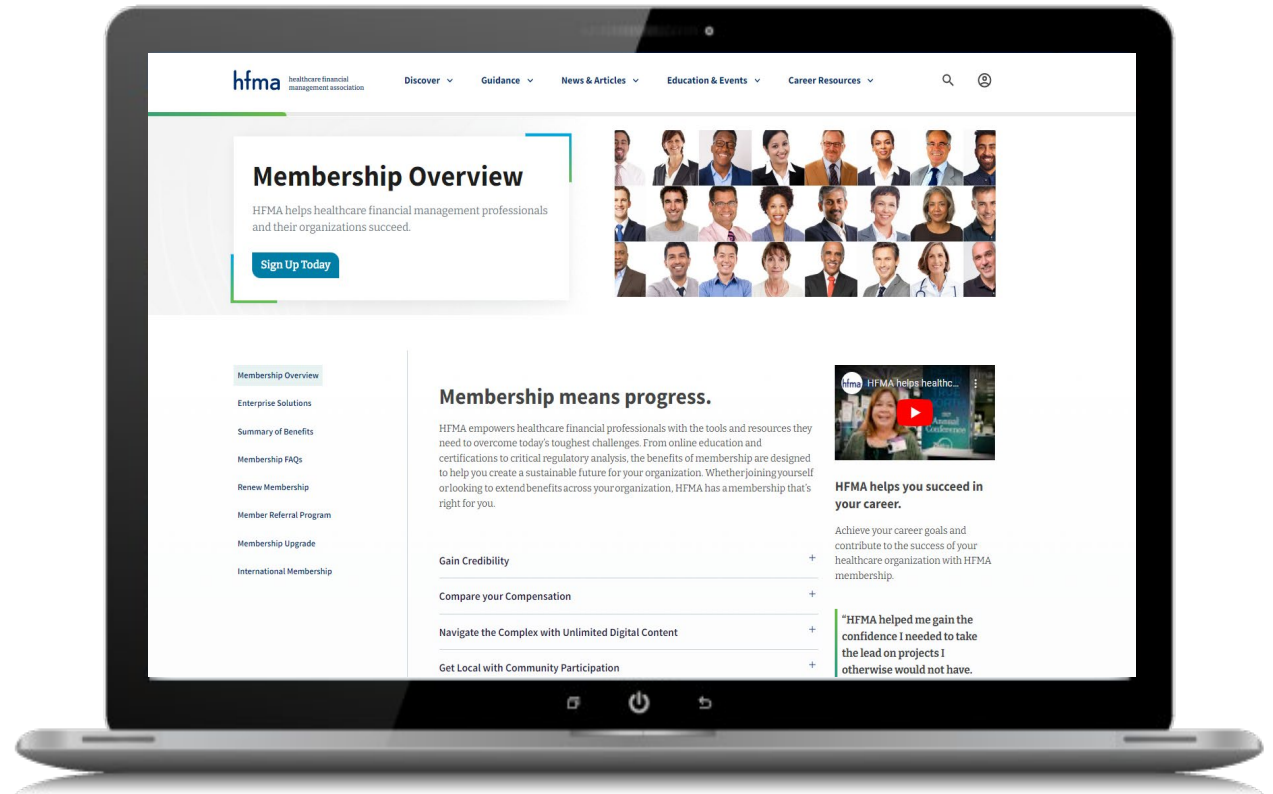 hfma
healthcare financial
management association
Discover
Guidance
News & Articles
Education & Events
Career Resources
Membership Overview
HFMA helps healthcare financial management professionals
and their organizations succeed.
Sign Up Today
Membership Overview
Enterprise Solutions
Summary of Benefits
Membership FAQs
Renew Membership
Member Referral Program
Membership Upgrade
International Membership
Membership means progress.
HFMA empowers healthcare financial professionals with the tools and resources they
need to overcome today's toughest challenges. From online education and
certifications to critical regulatory analysis, the benefits of membership are designed
to help you create a sustainable future for your organization. Whether joining yourself
or looking to extend benefits across your organization, HFMA has a membership that's
right for you.
Gain Credibility +
Compare your Compensation +
Navigate the Complex with Unlimited Digital Content +
Get Local with Community Participation +
hfma HFMA helps healthc...
Annual
Conference
HFMA helps you succeed in
your career.
Achieve your career goals and
contribute to the success of your
healthcare organization with HFMA
membership.
“HFMA helped me gain the
confidence I needed to take
the lead on projects I
otherwise would not have.